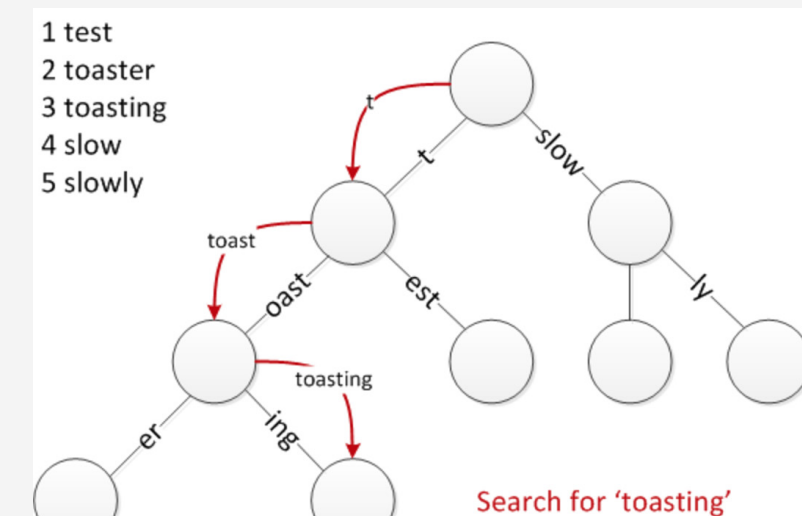 1 test
2 toaster
3 toasting
4 slow
5 slowly
t
t
slow
toast
oast
est
ly
toasting
er
ing
Search for ‘toasting’